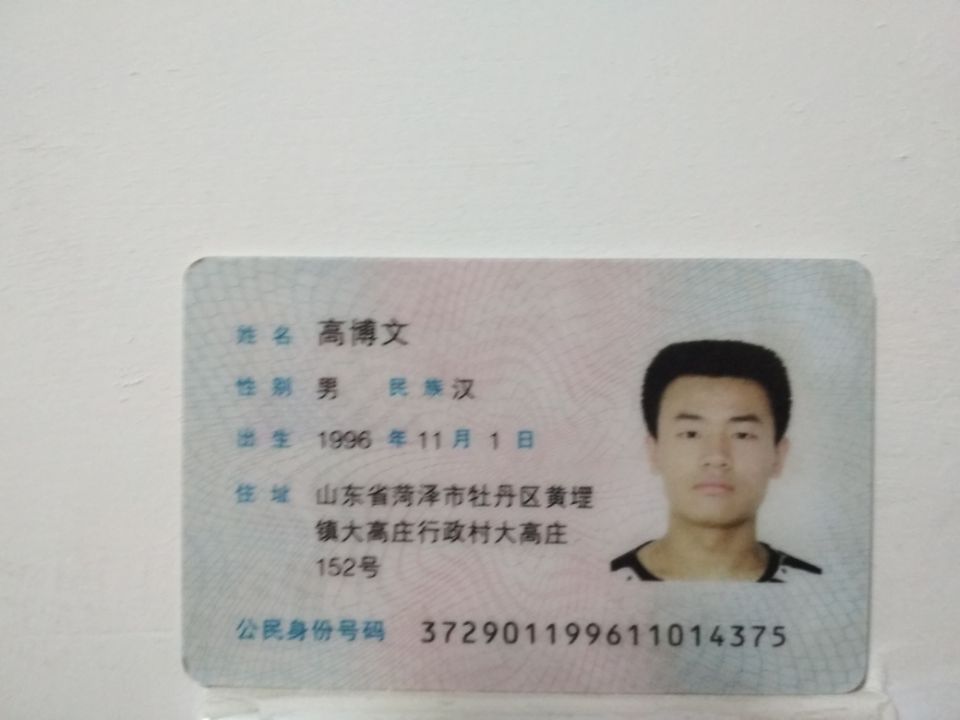 姓名 高博文
性别 男 民族 汉
出生 1996 年 11 月 1 日
住址 山东省菏泽市牡丹区黄堽
镇大高庄行政村大高庄
152号
公民身份号码 372901199611014375